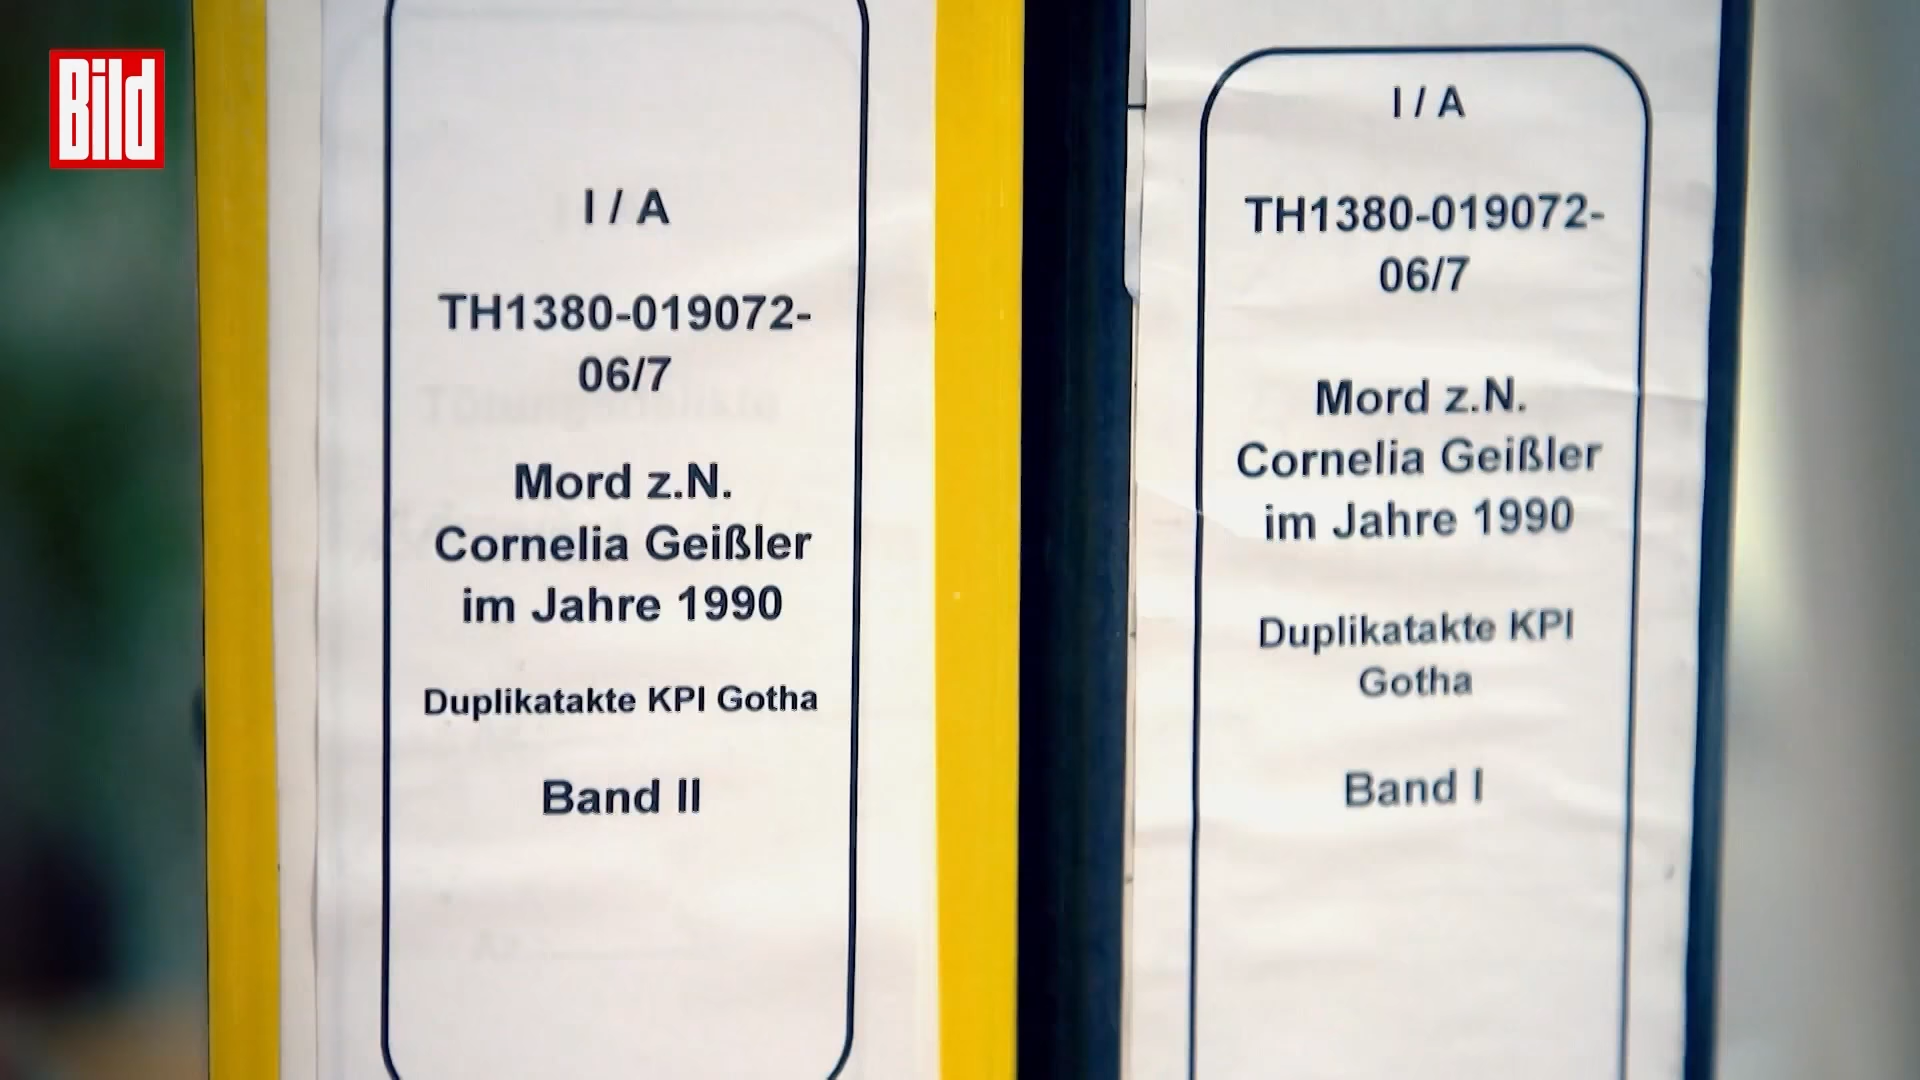 Bild
I / A
TH1380-019072-
06/7
Mord z.N.
Cornelia Geißler
im Jahre 1990
Duplikatakte KPI Gotha
Band II
I / A
TH1380-019072-
06/7
Mord z.N.
Cornelia Geißler
im Jahre 1990
Duplikatakte KPI
Gotha
Band I